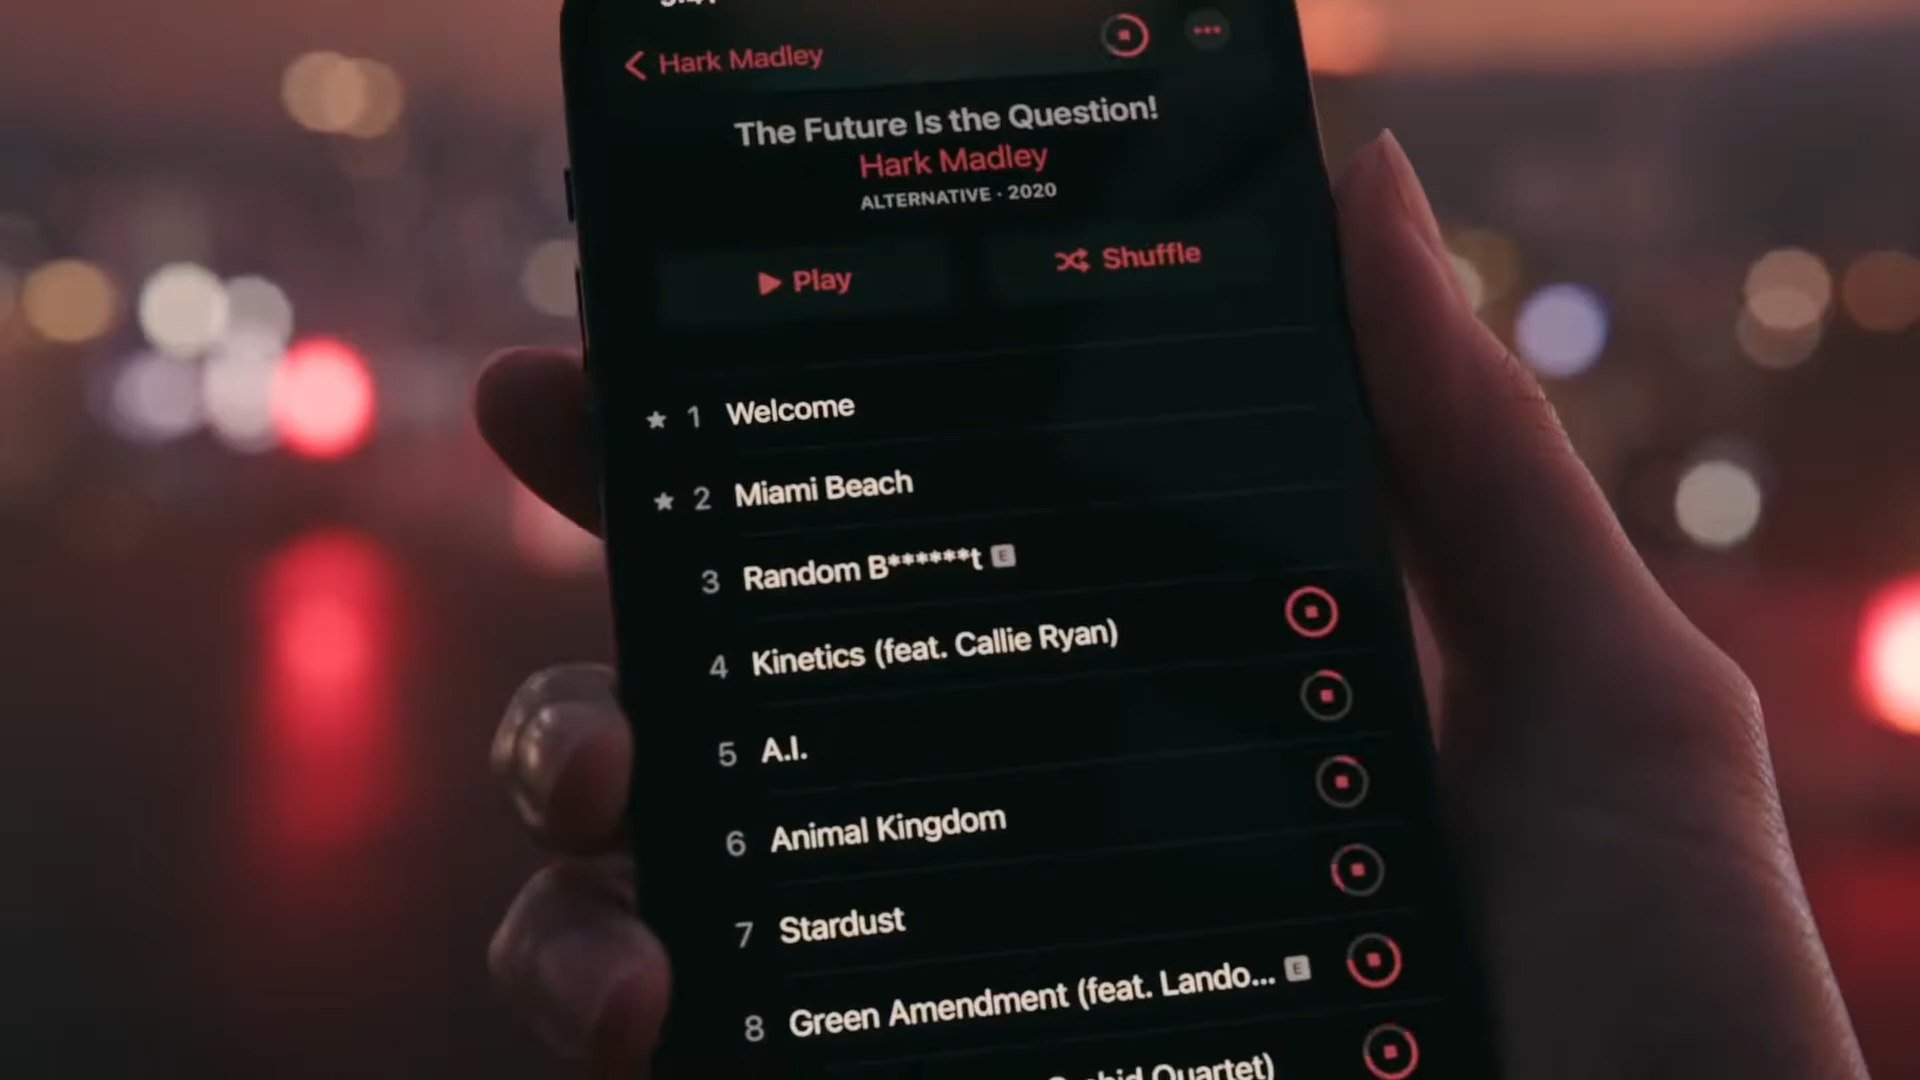 Hark Madley
The Future Is the Question!
Hark Madley
ALTERNATIVE · 2020
Play
Shuffle
★ 1 Welcome
★ 2 Miami Beach
3 Random B******t E
4 Kinetics (feat. Callie Ryan)
5 A.I.
6 Animal Kingdom
7 Stardust
8 Green Amendment (feat. Lando... E
Quartet)